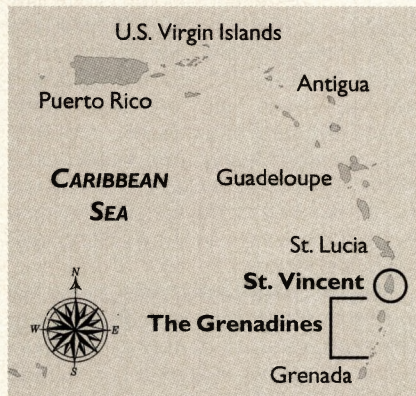 U.S. Virgin Islands
Antigua
Puerto Rico
CARIBBEAN
SEA
Guadeloupe
St. Lucia
St. Vincent
N
W
E
S
The Grenadines
Grenada